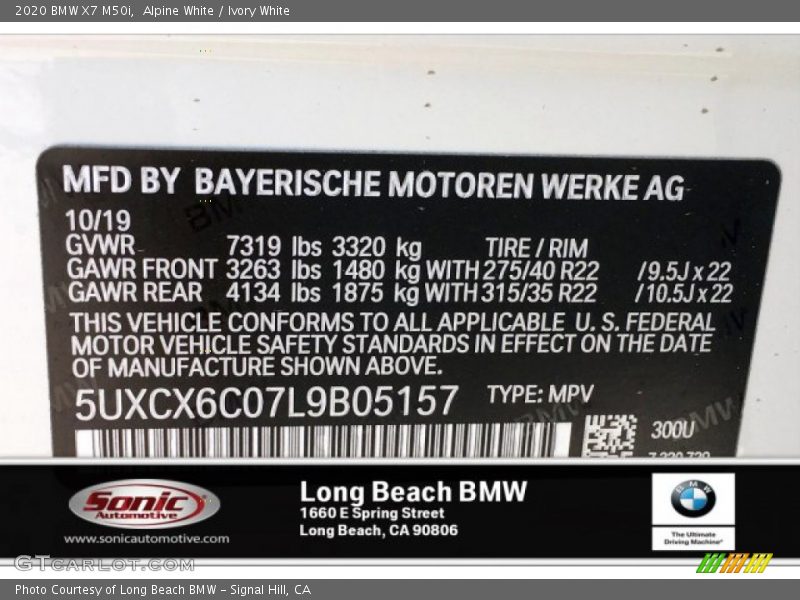 2020 BMW X7 M50i, Alpine White / Ivory White
MFD BY BAYERISCHE MOTOREN WERKE AG
10/19
GVWR 7319 lbs 3320 kg TIRE / RIM
GAWR FRONT 3263 lbs 1480 kg WITH 275/40 R22 /9.5J x 22
GAWR REAR 4134 lbs 1875 kg WITH 315/35 R22 /10.5J x 22
THIS VEHICLE CONFORMS TO ALL APPLICABLE U. S. FEDERAL
MOTOR VEHICLE SAFETY STANDARDS IN EFFECT ON THE DATE
OF MANUFACTURE SHOWN ABOVE.
5UXCX6C07L9B05157 TYPE: MPV
300U
Sonic
Automotive
www.sonicautomotive.com
Long Beach BMW
1660 E Spring Street
Long Beach, CA 90806
BMW
The Ultimate
Driving Machine®
GTcarlot.com
Photo Courtesy of Long Beach BMW - Signal Hill, CA